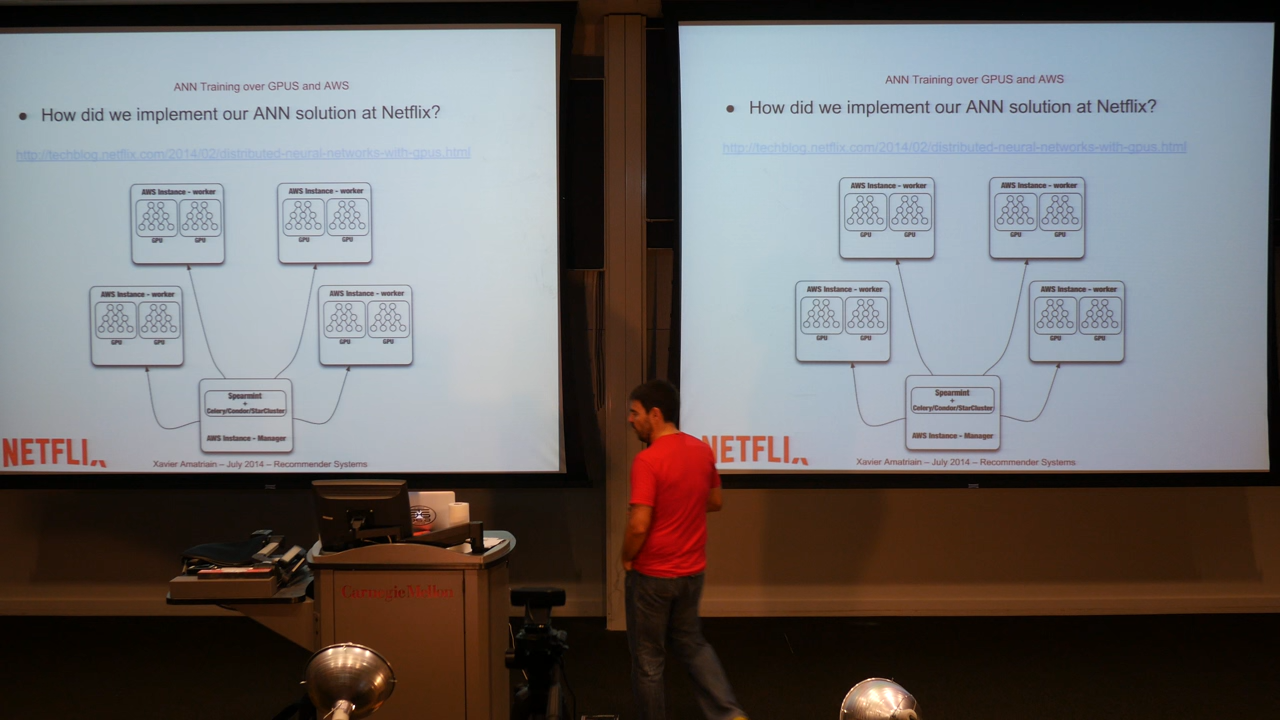 ANN Training over GPUS and AWS
● How did we implement our ANN solution at Netflix?
http://techblog.netflix.com/2014/02/distributed-neural-networks-with-gpus.html
AWS Instance - worker
GPU GPU
AWS Instance - worker
GPU GPU
AWS Instance - worker
GPU GPU
AWS Instance - worker
GPU GPU
Spearmint
+
Celery/Condor/StarCluster
AWS Instance - Manager
NETFLIX
Xavier Amatriain – July 2014 – Recommender Systems
ANN Training over GPUS and AWS
● How did we implement our ANN solution at Netflix?
http://techblog.netflix.com/2014/02/distributed-neural-networks-with-gpus.html
AWS Instance - worker
GPU GPU
AWS Instance - worker
GPU GPU
AWS Instance - worker
GPU GPU
AWS Instance - worker
GPU GPU
Spearmint
+
Celery/Condor/StarCluster
AWS Instance - Manager
NETFLIX
Xavier Amatriain – July 2014 – Recommender Systems
Carnegie Mellon